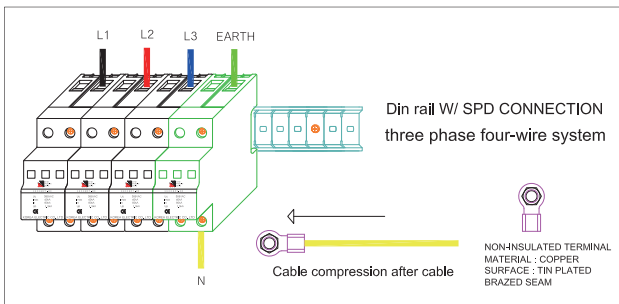 L1 L2 L3 EARTH
Din rail W/ SPD CONNECTION
three phase four-wire system
NON-INSULATED TERMINAL
MATERIAL : COPPER
SURFACE : TIN PLATED
BRAZED SEAM
Cable compression after cable
N